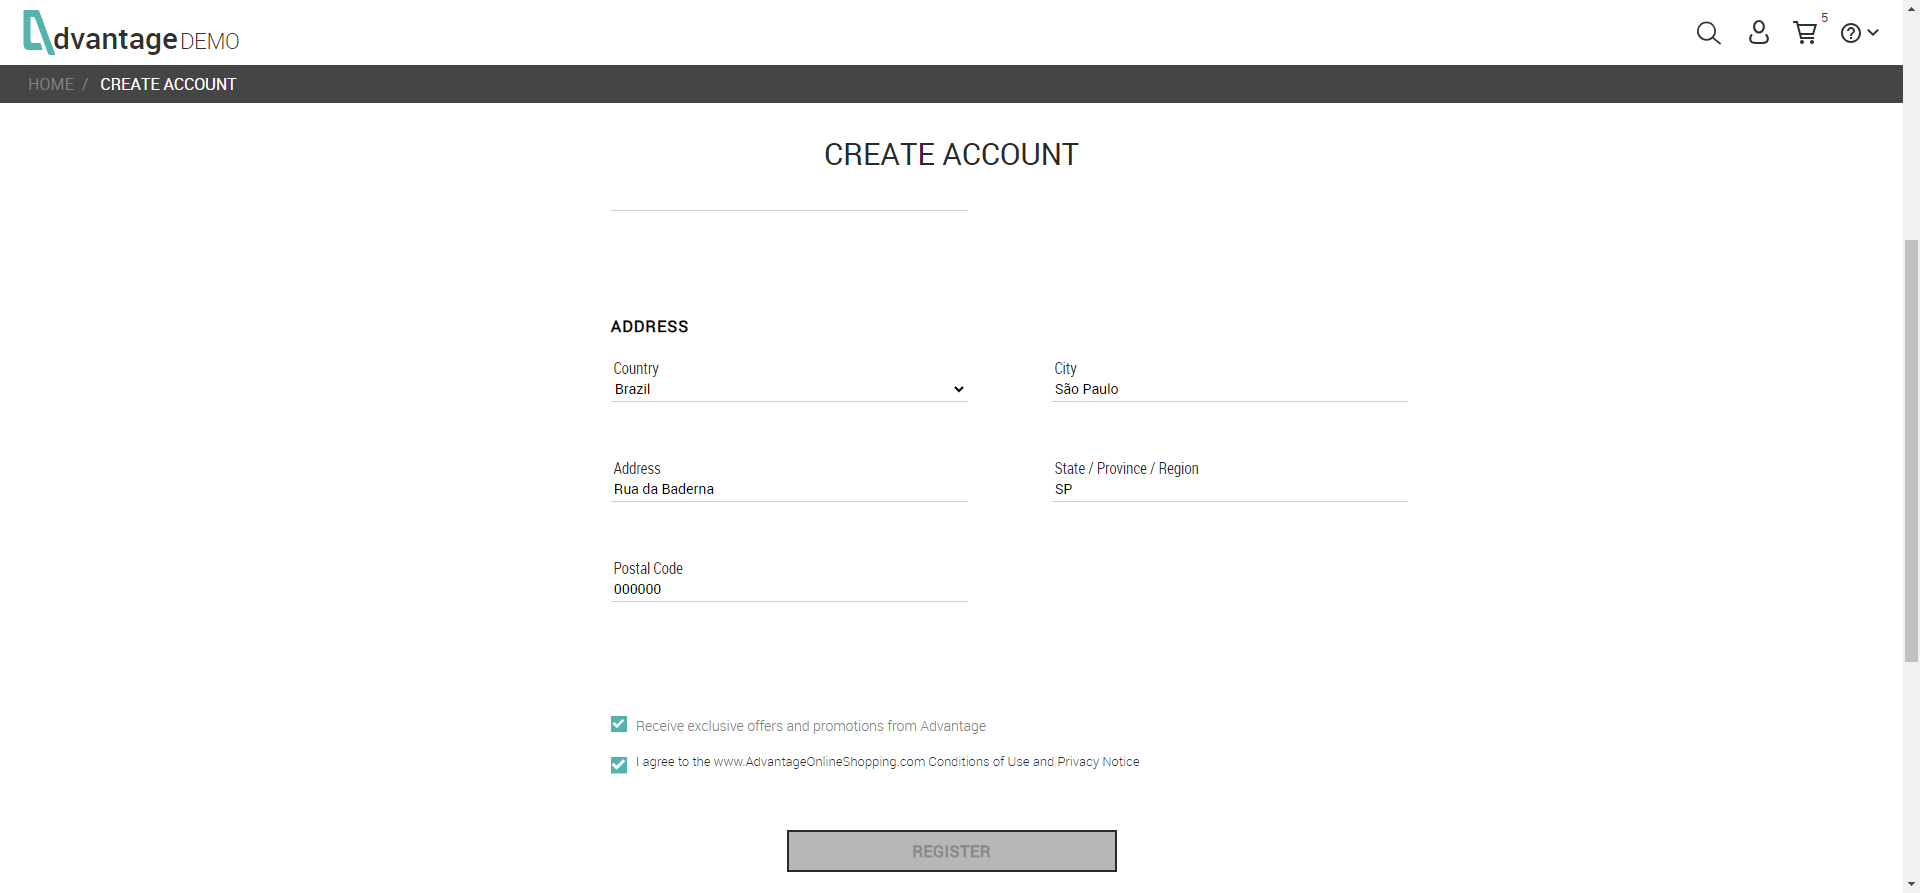 dvantage DEMO
5
HOME / CREATE ACCOUNT
CREATE ACCOUNT
ADDRESS
Country
Brazil
City
São Paulo
Address
Rua da Baderna
State / Province / Region
SP
Postal Code
000000
Receive exclusive offers and promotions from Advantage
I agree to the www.AdvantageOnlineShopping.com Conditions of Use and Privacy Notice
REGISTER